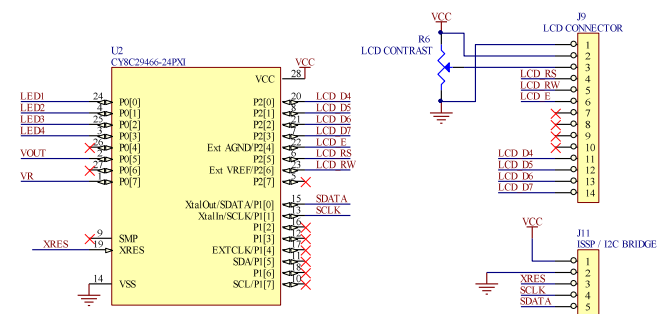 VCC
J9
LCD CONNECTOR
R6
LCD CONTRAST
1
2
3
4
5
6
7
8
9
10
11
12
13
14
LCD RS
LCD RW
LCD E
LCD D4
LCD D5
LCD D6
LCD D7
U2
CY8C29466-24PXI
VCC
28
VCC
LED1
24
P0[0]
LED2
4
P0[1]
LED3
25
P0[2]
LED4
3
P0[3]
26
P0[4]
VOUT
2
P0[5]
27
P0[6]
VR
1
P0[7]
P2[0]
20
LCD D4
P2[1]
8
LCD D5
P2[2]
21
LCD D6
P2[3]
LCD D7
Ext AGND/P2[4]
22
LCD E
P2[5]
LCD RS
Ext VREF/P2[6]
23
LCD RW
P2[7]
XtalOut/SDATA/P1[0]
15
SDATA
XtalIn/SCLK/P1[1]
13
SCLK
P1[2]
P1[3]
EXTCLK/P1[4]
SDA/P1[5]
P1[6]
SCL/P1[7]
10
9
SMP
XRES
19
XRES
14
VSS
VCC
J11
ISSP / I2C BRIDGE
1
2
XRES
3
SCLK
4
SDATA
5